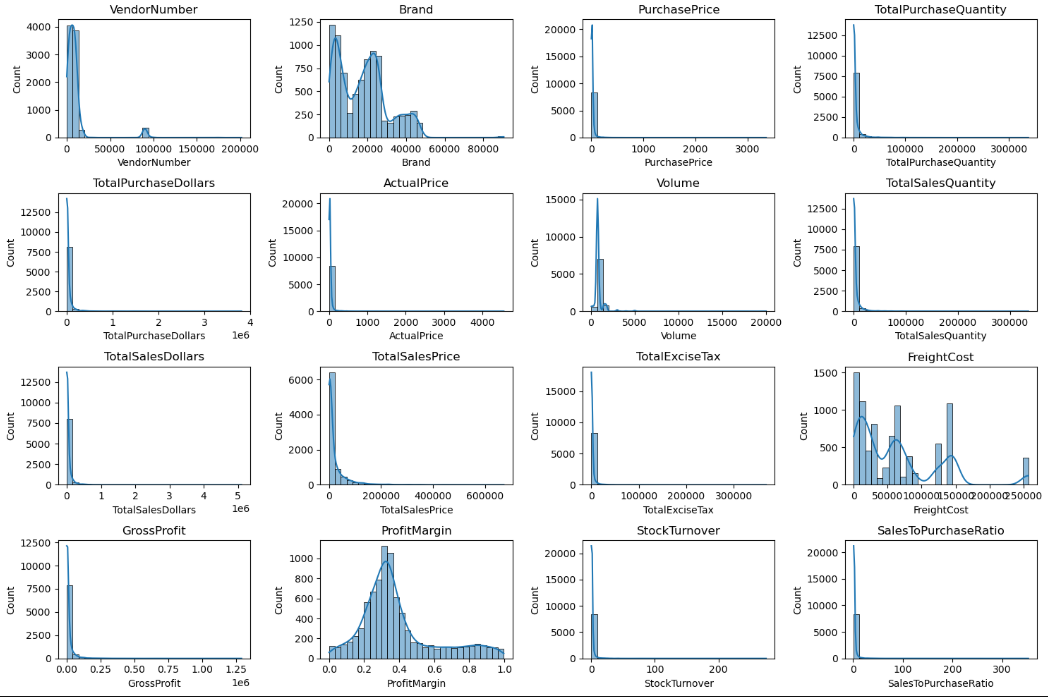 VendorNumber
Count
4000
3000
2000
1000
0
0 50000 100000 150000 200000
VendorNumber
Brand
Count
1250
1000
750
500
250
0
0 20000 40000 60000 80000
Brand
PurchasePrice
Count
20000
15000
10000
5000
0
0 1000 2000 3000
PurchasePrice
TotalPurchaseQuantity
Count
12500
10000
7500
5000
2500
0
0 100000 200000 300000
TotalPurchaseQuantity
TotalPurchaseDollars
Count
12500
10000
7500
5000
2500
0
0 1 2 3 4
1e6
TotalPurchaseDollars
ActualPrice
Count
20000
15000
10000
5000
0
0 1000 2000 3000 4000
ActualPrice
Volume
Count
15000
10000
5000
0
0 5000 10000 15000 20000
Volume
TotalSalesQuantity
Count
12500
10000
7500
5000
2500
0
0 100000 200000 300000
TotalSalesQuantity
TotalSalesDollars
Count
12500
10000
7500
5000
2500
0
0 1 2 3 4 5
1e6
TotalSalesDollars
TotalSalesPrice
Count
6000
4000
2000
0
0 200000 400000 600000
TotalSalesPrice
TotalExciseTax
Count
15000
10000
5000
0
0 100000 200000 300000
TotalExciseTax
FreightCost
Count
1500
1000
500
0
0 50000 100000 150000 200000 250000
FreightCost
GrossProfit
Count
12500
10000
7500
5000
2500
0
0.00 0.25 0.50 0.75 1.00 1.25
1e6
GrossProfit
ProfitMargin
Count
1000
800
600
400
200
0
0.0 0.2 0.4 0.6 0.8 1.0
ProfitMargin
StockTurnover
Count
20000
15000
10000
5000
0
0 100 200
StockTurnover
SalesToPurchaseRatio
Count
20000
15000
10000
5000
0
0 100 200 300
SalesToPurchaseRatio